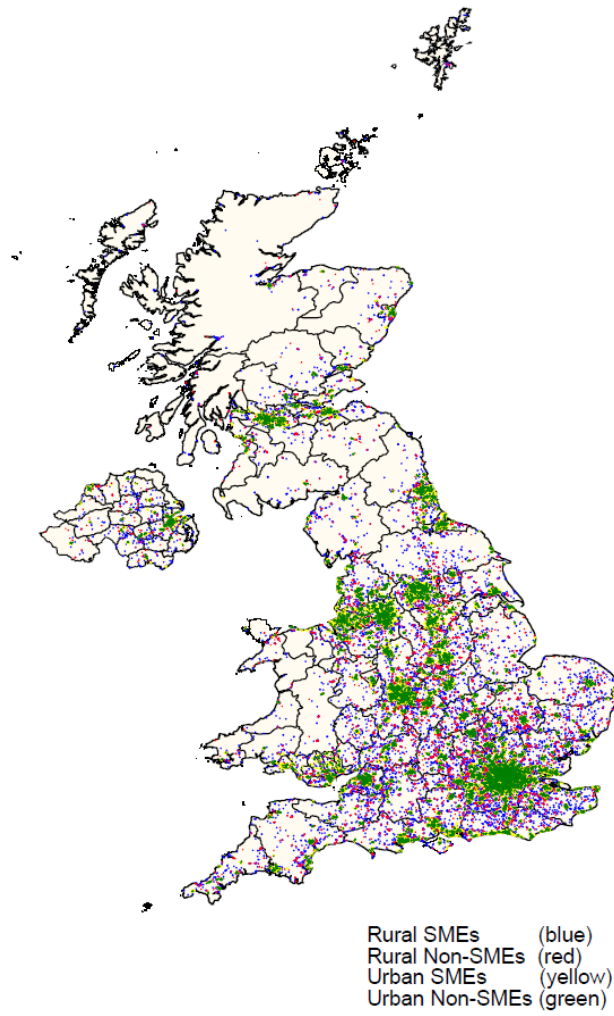 Rural SMEs (blue)
Rural Non-SMEs (red)
Urban SMEs (yellow)
Urban Non-SMEs (green)